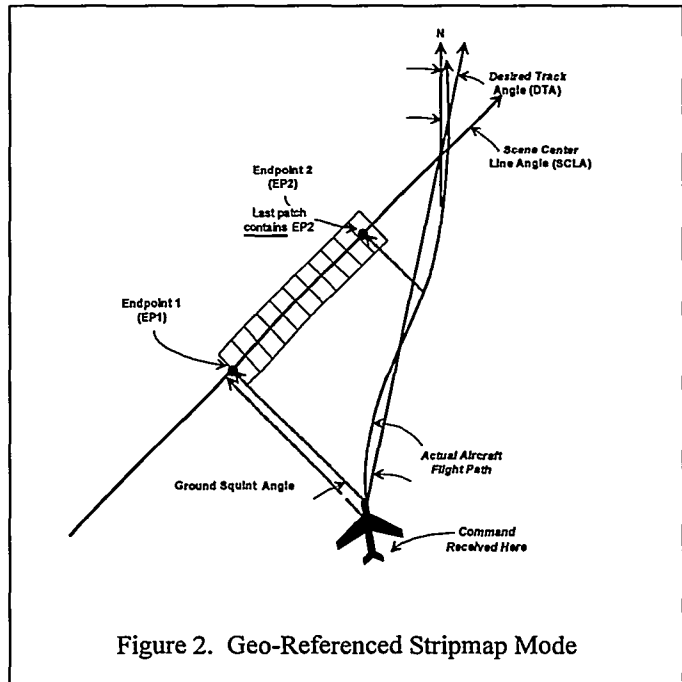 N
Desired Track
Angle (DTA)
Scene Center
Line Angle (SCLA)
Endpoint 2
(EP2)
Last patch
contains EP2
Endpoint 1
(EP1)
Actual Aircraft
Flight Path
Ground Squint Angle
Command
Received Here
Figure 2. Geo-Referenced Stripmap Mode